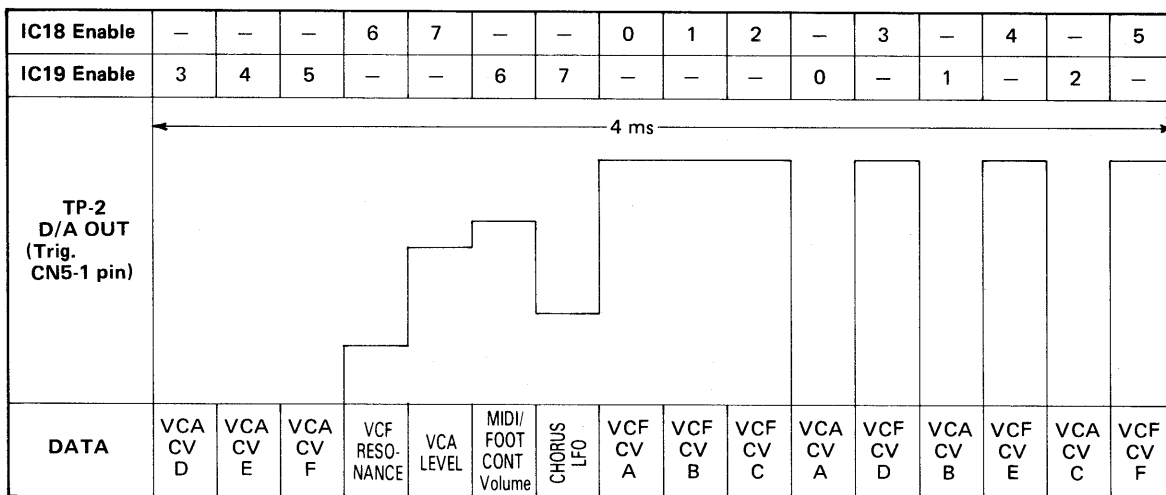 IC18 Enable — — — 6 7 — — 0 1 2 — 3 — 4 — 5
IC19 Enable 3 4 5 — — 6 7 — — — 0 — 1 — 2 —
4 ms
TP-2
D/A OUT
(Trig.
CN5-1 pin)
DATA
VCA
CV
D
VCA
CV
E
VCA
CV
F
VCF
RESO-
NANCE
VCA
LEVEL
MIDI/
FOOT
CONT
Volume
CHORUS
LFO
VCF
CV
A
VCF
CV
B
VCF
CV
C
VCA
CV
A
VCF
CV
D
VCA
CV
B
VCF
CV
E
VCA
CV
C
VCF
CV
F